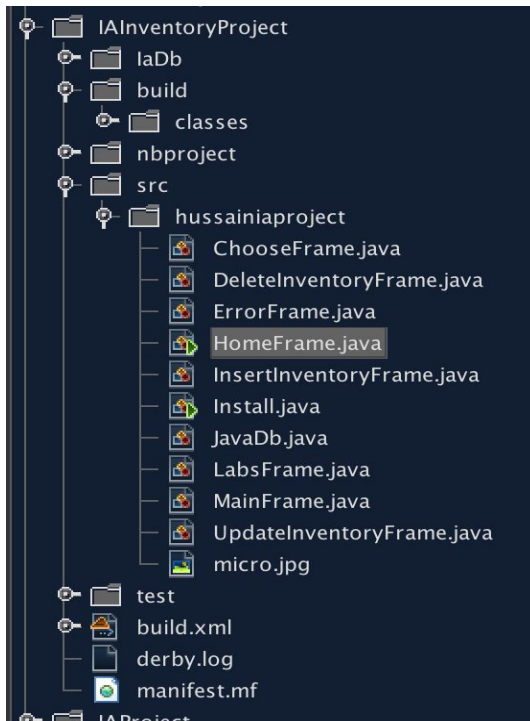 IAInventoryProject
IaDb
build
classes
nbproject
src
hussainiaproject
ChooseFrame.java
DeleteInventoryFrame.java
ErrorFrame.java
HomeFrame.java
InsertInventoryFrame.java
Install.java
JavaDb.java
LabsFrame.java
MainFrame.java
UpdateInventoryFrame.java
micro.jpg
test
build.xml
derby.log
manifest.mf
IAProject